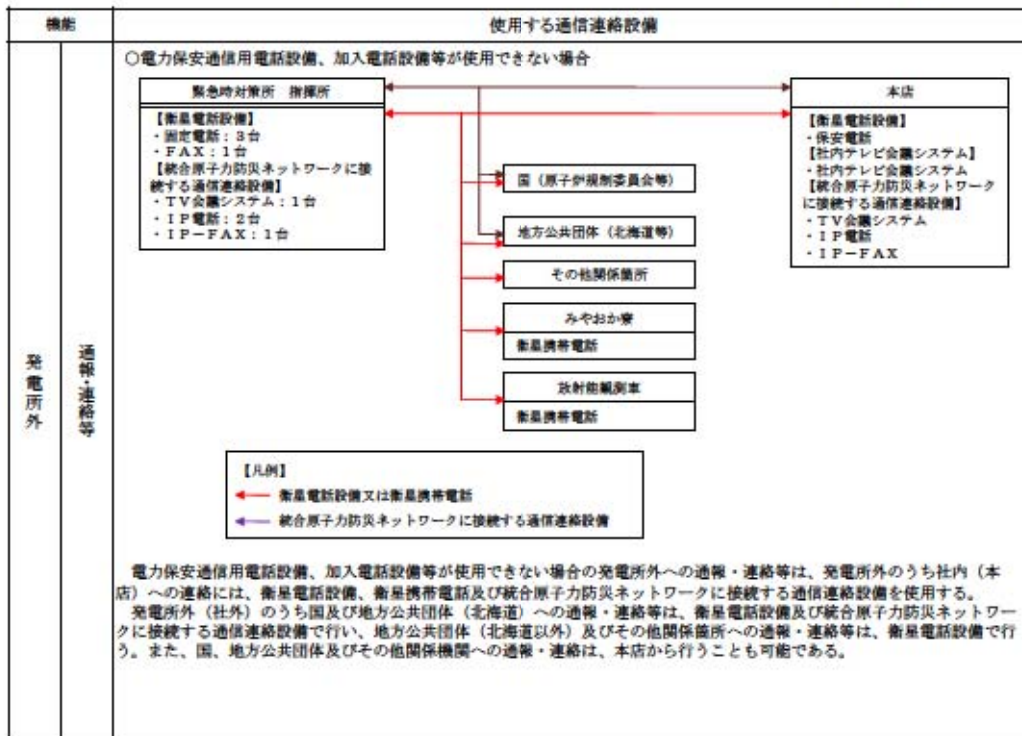 機能
使用する通信連絡設備
発電所外
通報・連絡等
○電力保安通信用電話設備、加入電話設備等が使用できない場合
緊急時対策所　指揮所
【衛星電話設備】
・固定電話：３台
・ＦＡＸ：１台
【統合原子力防災ネットワークに接
続する通信連絡設備】
・ＴＶ会議システム：１台
・ＩＰ電話：２台
・ＩＰ－ＦＡＸ：１台
本店
【衛星電話設備】
・保安電話
【社内テレビ会議システム】
・社内テレビ会議システム
【統合原子力防災ネットワーク
に接続する通信連絡設備】
・ＴＶ会議システム
・ＩＰ電話
・ＩＰ－ＦＡＸ
国（原子炉規制委員会等）
地方公共団体（北海道等）
その他関係箇所
みやおか寮
衛星携帯電話
放射能観測車
衛星携帯電話
【凡例】
衛星電話設備又は衛星携帯電話
統合原子力防災ネットワークに接続する通信連絡設備
電力保安通信用電話設備、加入電話設備等が使用できない場合の発電所外への通報・連絡等は、発電所外のうち社内（本
店）への連絡には、衛星電話設備、衛星携帯電話及び統合原子力防災ネットワークに接続する通信連絡設備を使用する。
発電所外（社外）のうち国及び地方公共団体（北海道）への通報・連絡等は、衛星電話設備及び統合原子力防災ネットワー
クに接続する通信連絡設備で行い、地方公共団体（北海道以外）及びその他関係箇所への通報・連絡等は、衛星電話設備で行
う。また、国、地方公共団体及びその他関係機関への通報・連絡は、本店から行うことも可能である。